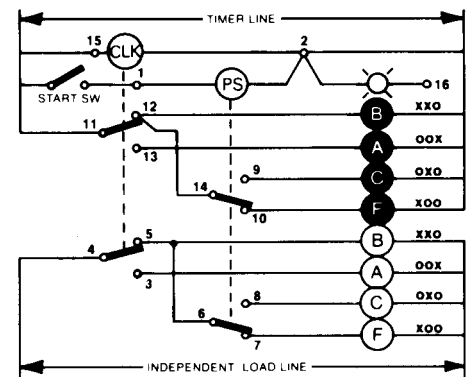 TIMER LINE
15 CLK 2
1 PS 16
START SW
12 B XXO
11
13 A OOX
9 C OXO
14
10 F XOO
5 B XXO
4
3 A OOX
8 C OXO
6
7 F XOO
INDEPENDENT LOAD LINE